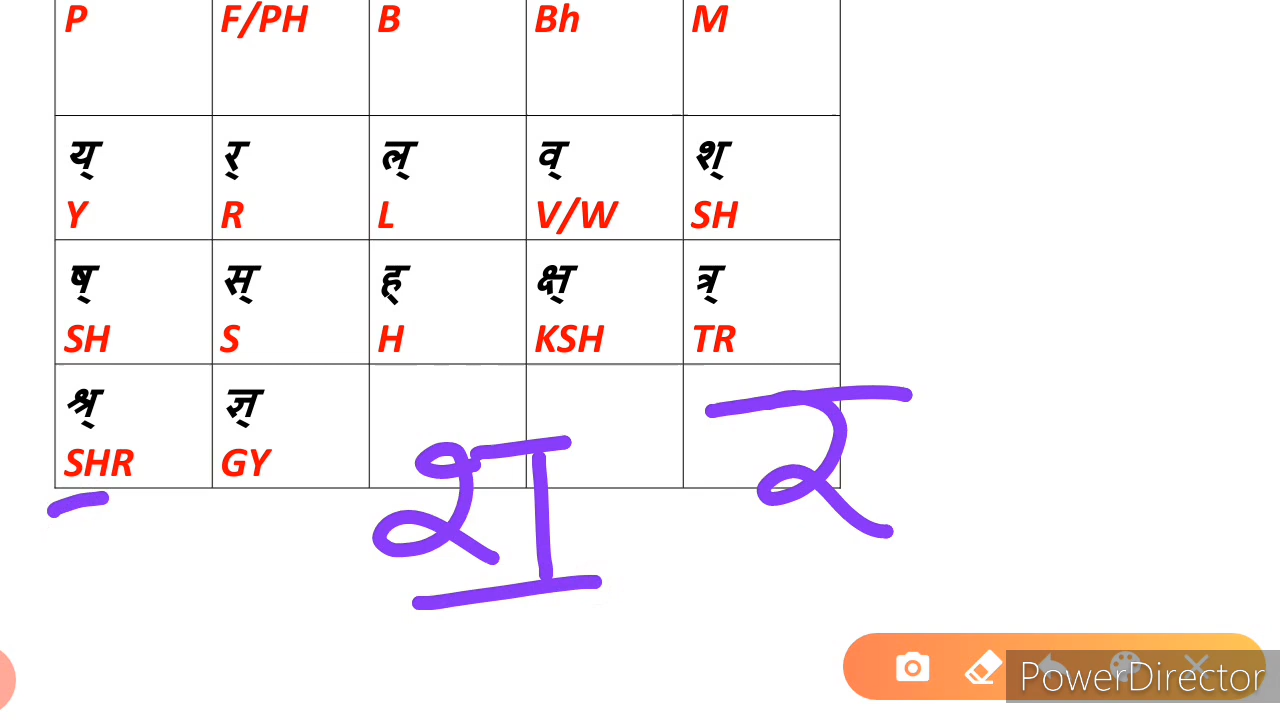 P F/PH B Bh M
य् र् ल् व् श्
Y R L V/W SH
ष् स् ह् क्ष् त्र्
SH S H KSH TR
श्र् ज्ञ्
SHR GY
श र
PowerDirector